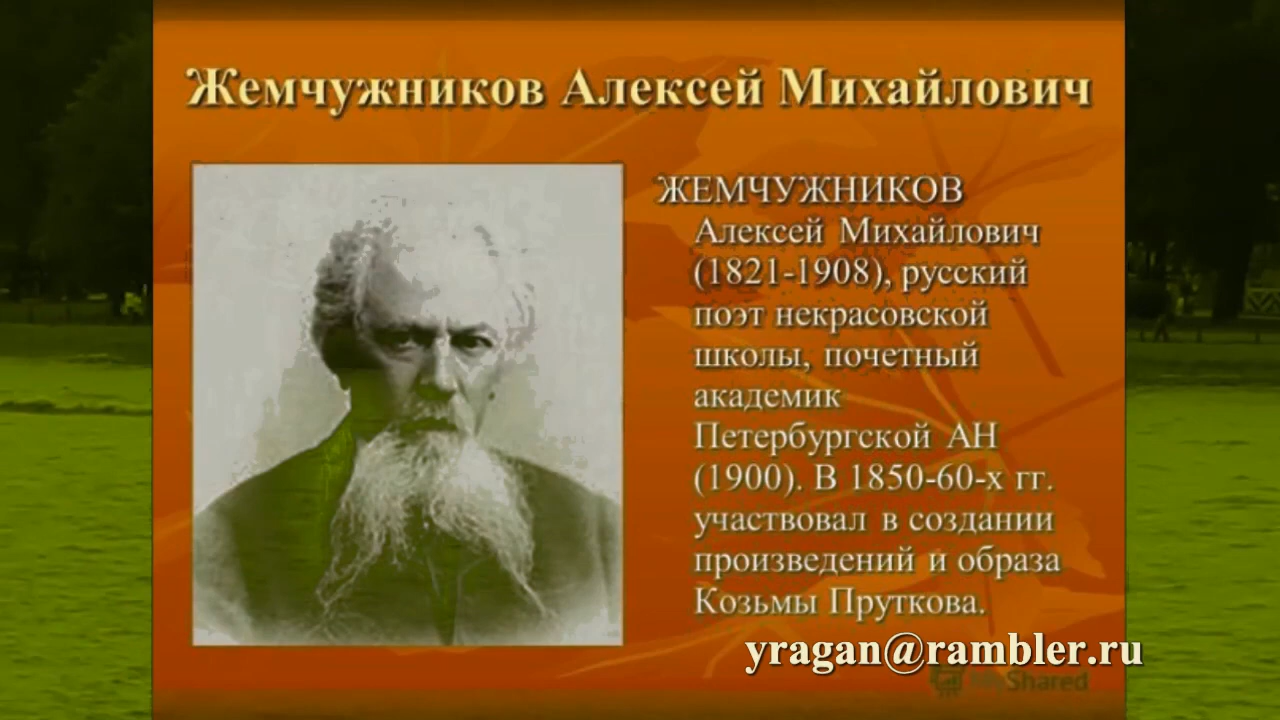 Жемчужников Алексей Михайлович
ЖЕМЧУЖНИКОВ
Алексей Михайлович
(1821-1908), русский
поэт некрасовской
школы, почетный
академик
Петербургской АН
(1900). В 1850-60-х гг.
участвовал в создании
произведений и образа
Козьмы Пруткова.
yragan@rambler.ru
MyShared